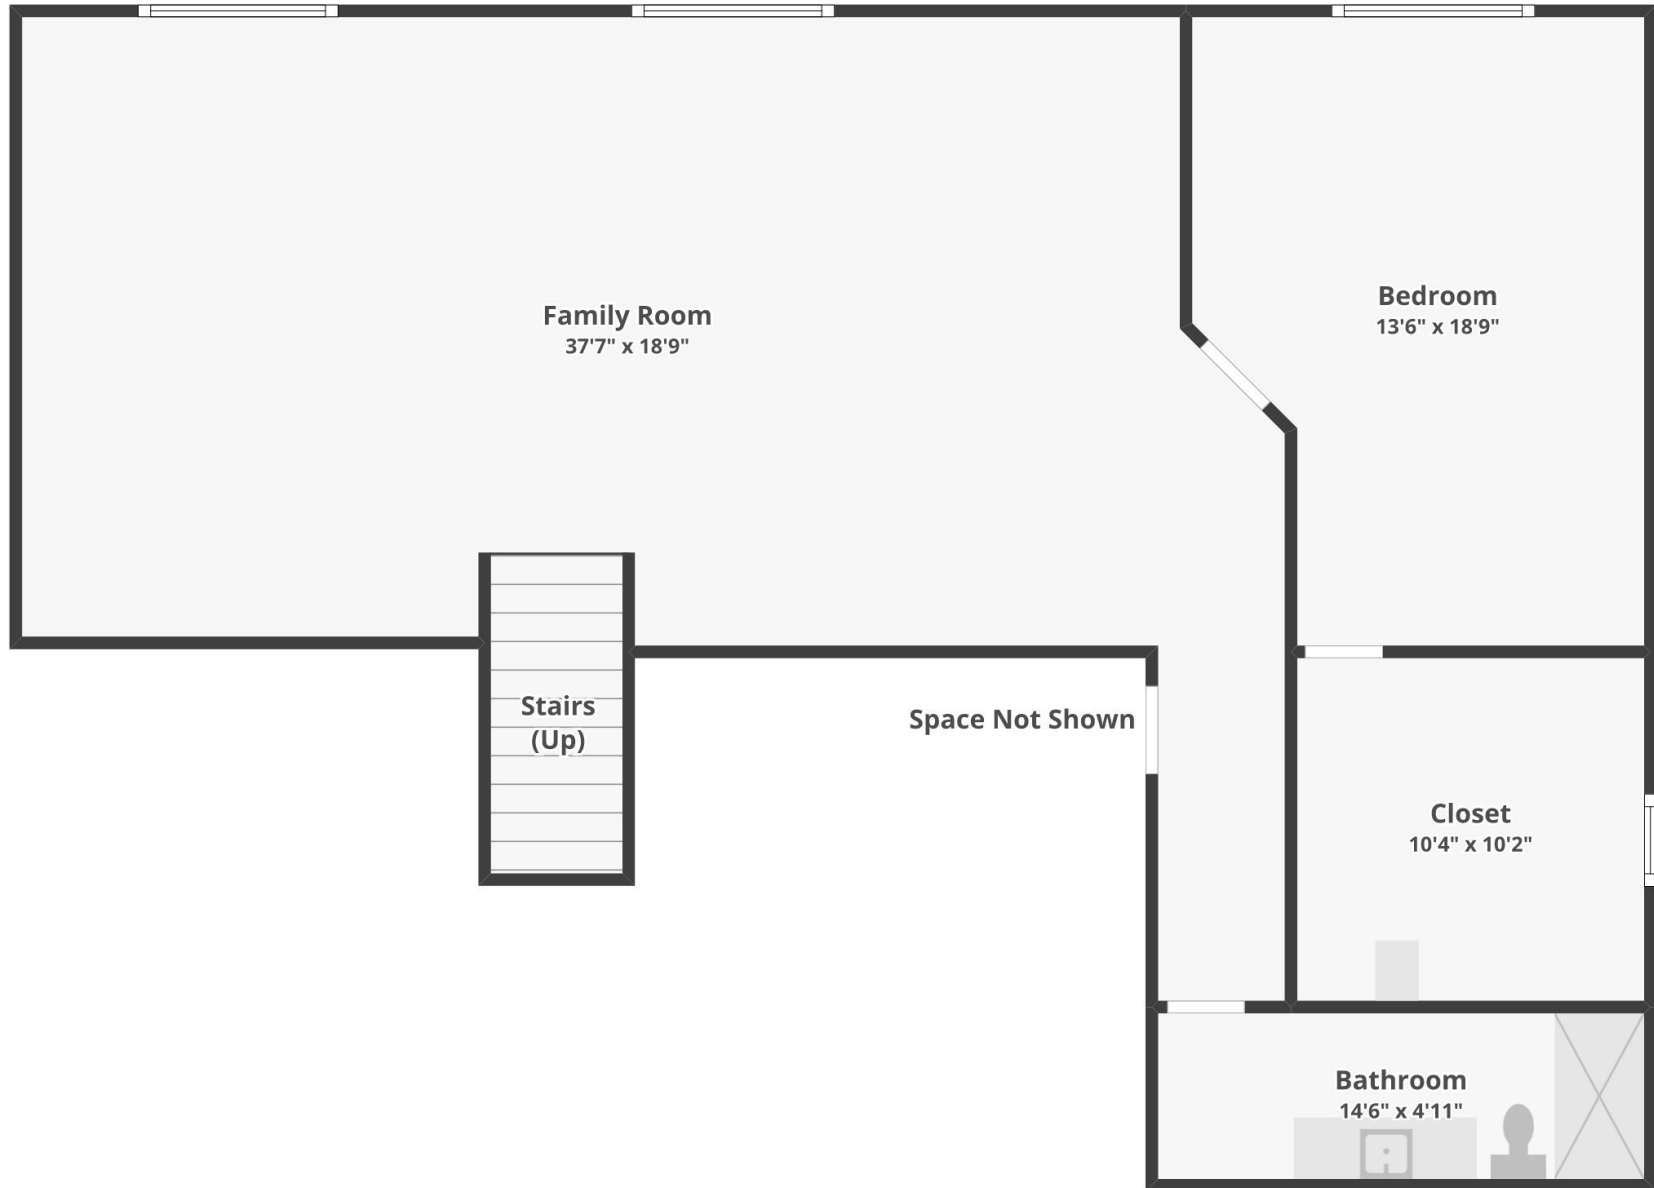 Bedroom
13'6" x 18'9"
Family Room
37'7" x 18'9"
Stairs
(Up)
Space Not Shown
Closet
10'4" x 10'2"
Bathroom
14'6" x 4'11"